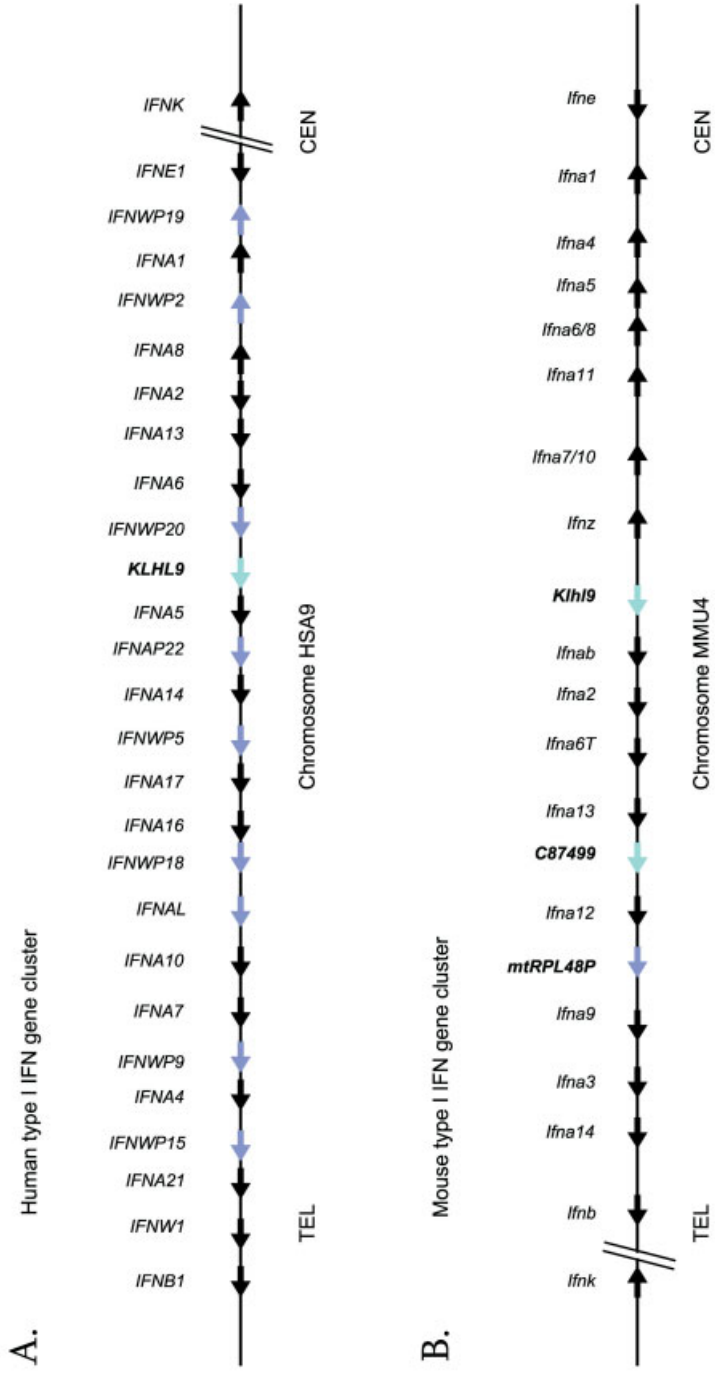 A.
Human type I IFN gene cluster
IFNB1
IFNW1
IFNA21
IFNWP15
IFNA4
IFNWP9
IFNA7
IFNA10
IFNAL
IFNWP18
IFNA16
IFNA17
IFNWP5
IFNA14
IFNAP22
IFNA5
KLHL9
IFNWP20
IFNA6
IFNA13
IFNA2
IFNA8
IFNWP2
IFNA1
IFNWP19
IFNE1
IFNK
TEL
Chromosome HSA9
CEN
B.
Mouse type I IFN gene cluster
Ifnk
Ifnb
Ifna14
Ifna3
Ifna9
mtRPL48P
Ifna12
C87499
Ifna13
Ifna6T
Ifna2
Ifnab
Klhl9
Ifnz
Ifna7/10
Ifna11
Ifna6/8
Ifna5
Ifna4
Ifna1
Ifne
TEL
Chromosome MMU4
CEN